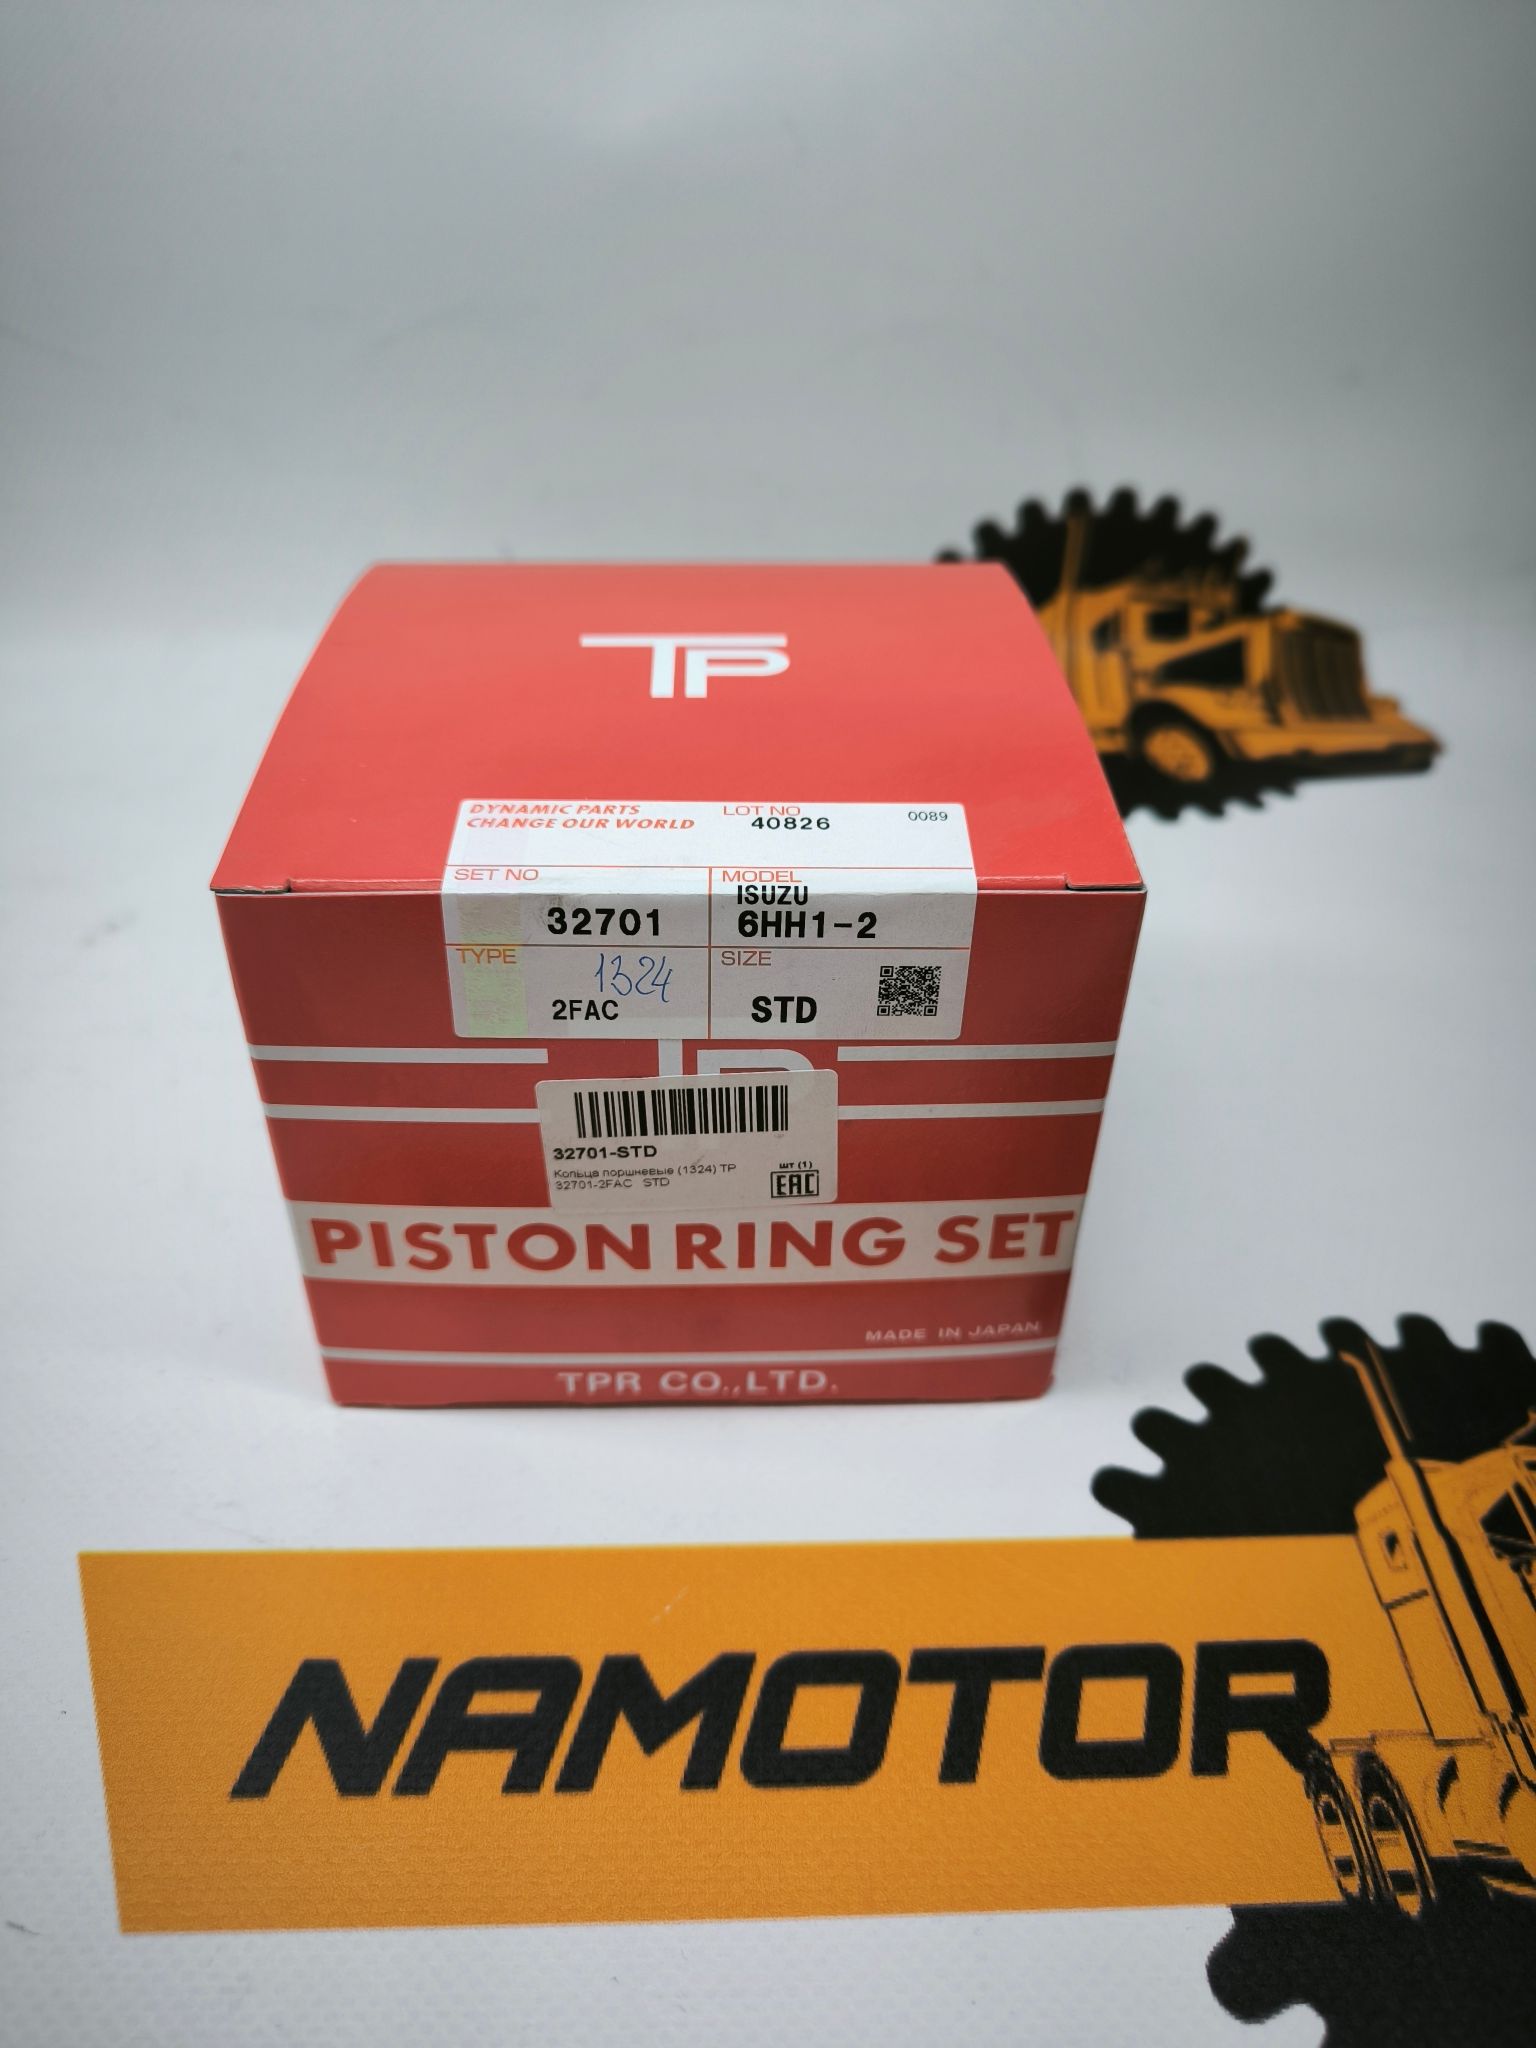 TP
DYNAMIC PARTS
CHANGE OUR WORLD
LOT NO
40826
0089
SET NO
32701
MODEL
ISUZU
6HH1-2
TYPE
1324
2FAC
SIZE
STD
32701-STD
Кольца поршневые (1324) TP
32701-2FAC STD
шт (1)
EAC
PISTON RING SET
MADE IN JAPAN
TPR CO.,LTD.
NAMOTOR